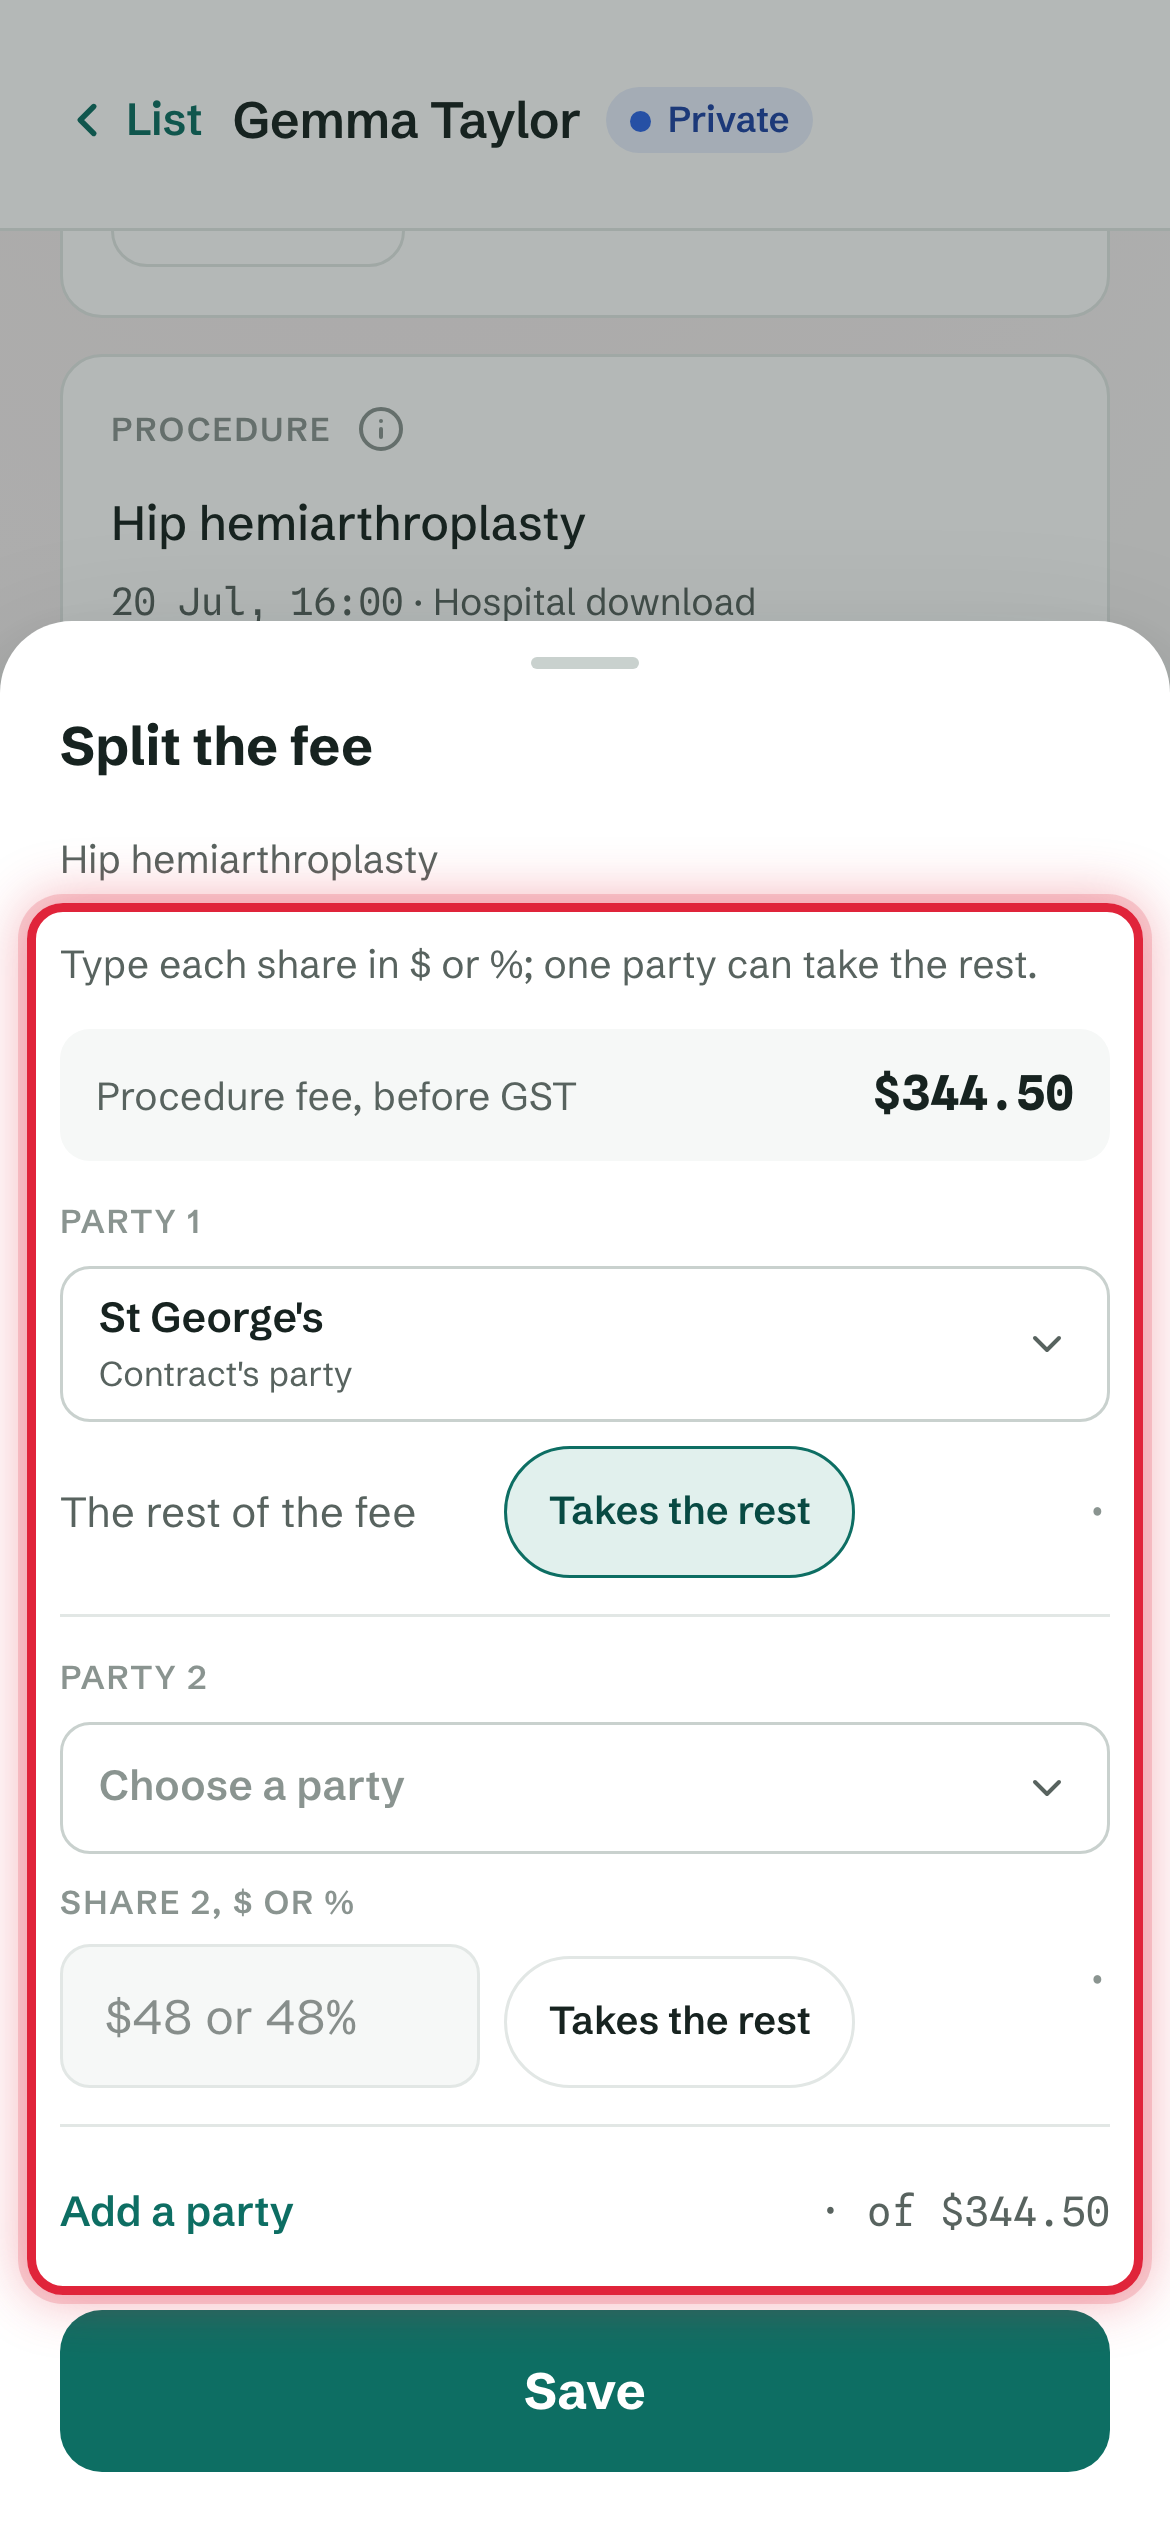 List Gemma Taylor Private
PROCEDURE
Hip hemiarthroplasty
20 Jul, 16:00 · Hospital download
Split the fee
Hip hemiarthroplasty
Type each share in $ or %; one party can take the rest.
Procedure fee, before GST $344.50
PARTY 1
St George's
Contract's party
The rest of the fee Takes the rest ·
PARTY 2
Choose a party
SHARE 2, $ OR %
$48 or 48% Takes the rest ·
Add a party · of $344.50
Save